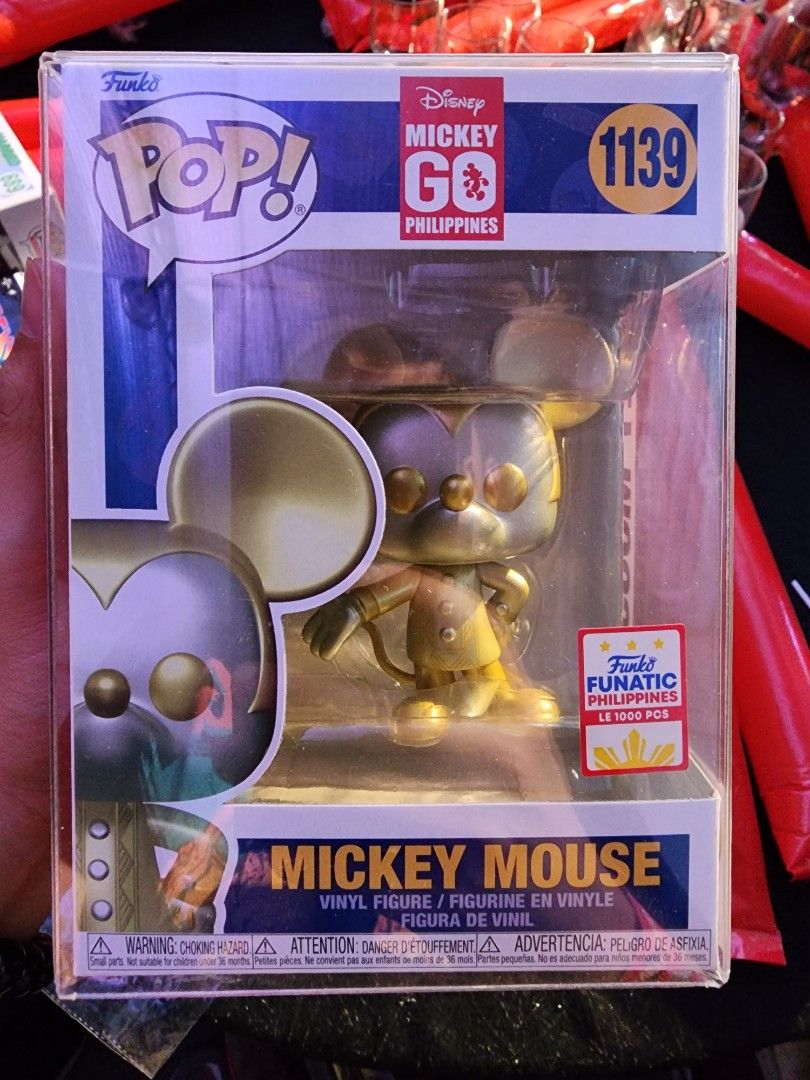 Funko
POP!®
Disney
MICKEY
GO
PHILIPPINES
1139
Funko
FUNATIC
PHILIPPINES
LE 1000 PCS
MICKEY MOUSE
VINYL FIGURE / FIGURINE EN VINYLE
FIGURA DE VINIL
WARNING: CHOKING HAZARD.
Small parts. Not suitable for children under 36 months.
ATTENTION: DANGER D'ÉTOUFFEMENT.
Petites pièces. Ne convient pas aux enfants de moins de 36 mois.
ADVERTENCIA: PELIGRO DE ASFIXIA.
Partes pequeñas. No es adecuado para niños menores de 36 meses.